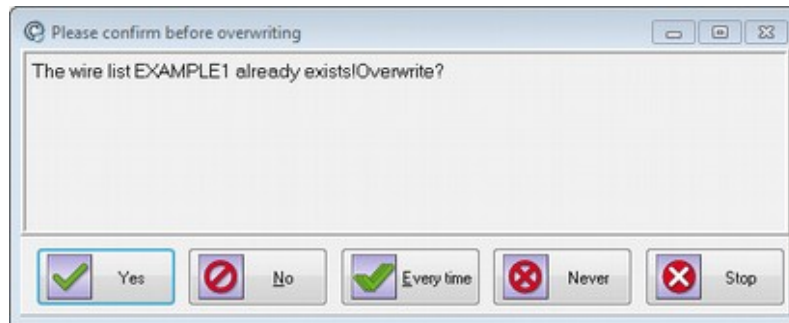 Please confirm before overwriting
The wire list EXAMPLE1 already exists!Overwrite?
Yes No Every time Never Stop